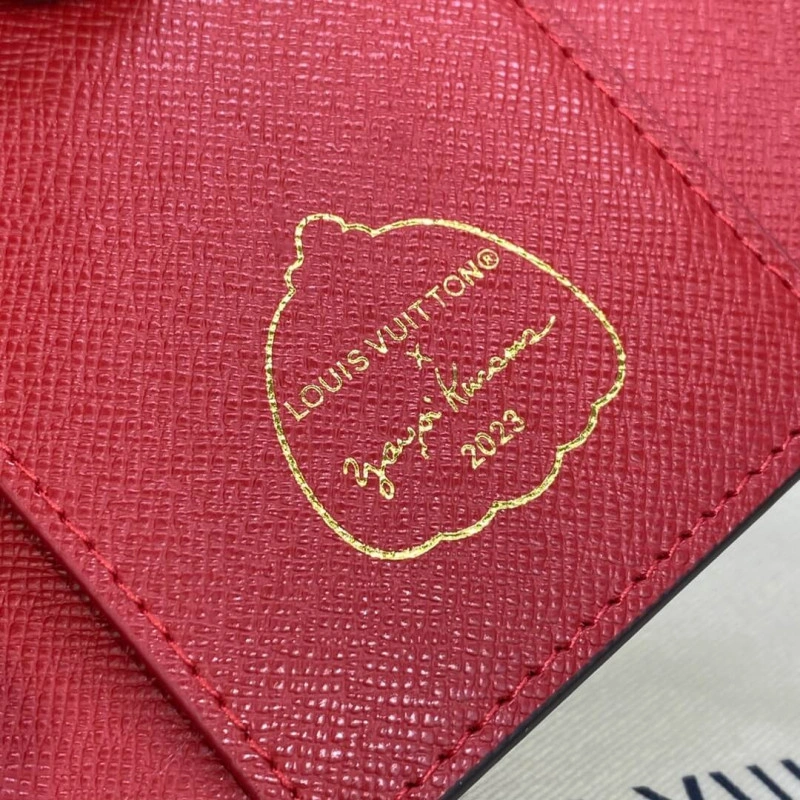 LOUIS VUITTON®
x
Yayoi Kusama
2023